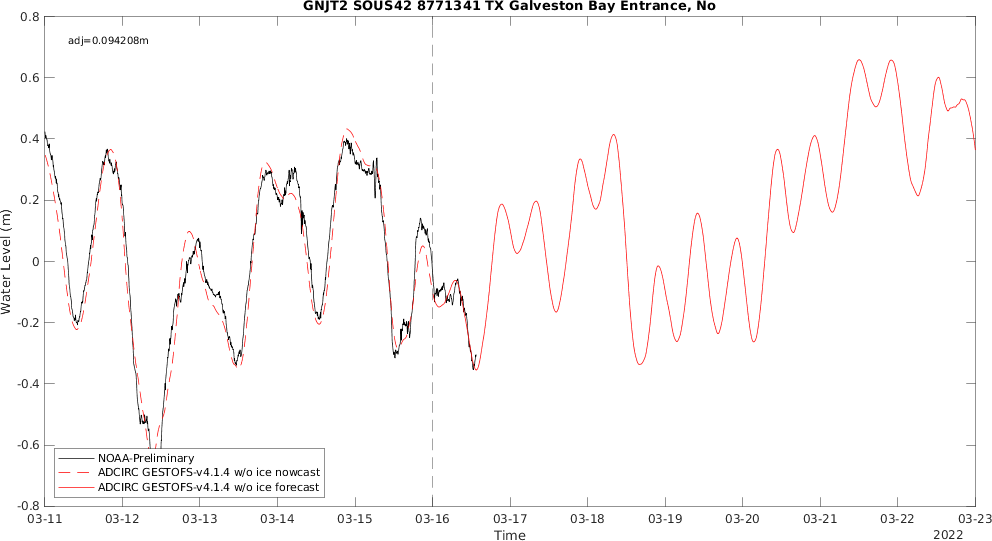 GNJT2 SOUS42 8771341 TX Galveston Bay Entrance, No
adj=0.094208m
0.8
0.6
0.4
0.2
0
-0.2
-0.4
-0.6
-0.8
Water Level (m)
NOAA-Preliminary
ADCIRC GESTOFS-v4.1.4 w/o ice nowcast
ADCIRC GESTOFS-v4.1.4 w/o ice forecast
03-11 03-12 03-13 03-14 03-15 03-16 03-17 03-18 03-19 03-20 03-21 03-22 03-23
Time
2022